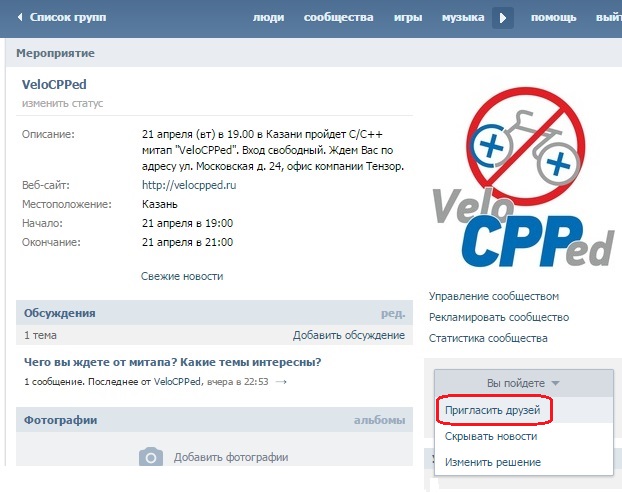 Список групп
люди сообщества игры музыка помощь
Мероприятие
VeloCPPed
изменить статус
Описание: 21 апреля (вт) в 19.00 в Казани пройдет C/C++
митап "VeloCPPed". Вход свободный. Ждем Вас по
адресу ул. Московская д. 24, офис компании Тензор.
Веб-сайт: http://velocpped.ru
Местоположение: Казань
Начало: 21 апреля в 19:00
Окончание: 21 апреля в 21:00
Свежие новости
Обсуждения ред.
1 тема Добавить обсуждение
Чего вы ждете от митапа? Какие темы интересны?
1 сообщение. Последнее от VeloCPPed, вчера в 22:53 →
Фотографии альбомы
Добавить фотографии
Velo
CPPed
Управление сообществом
Рекламировать сообщество
Статистика сообщества
Вы пойдете
Пригласить друзей
Скрывать новости
Изменить решение